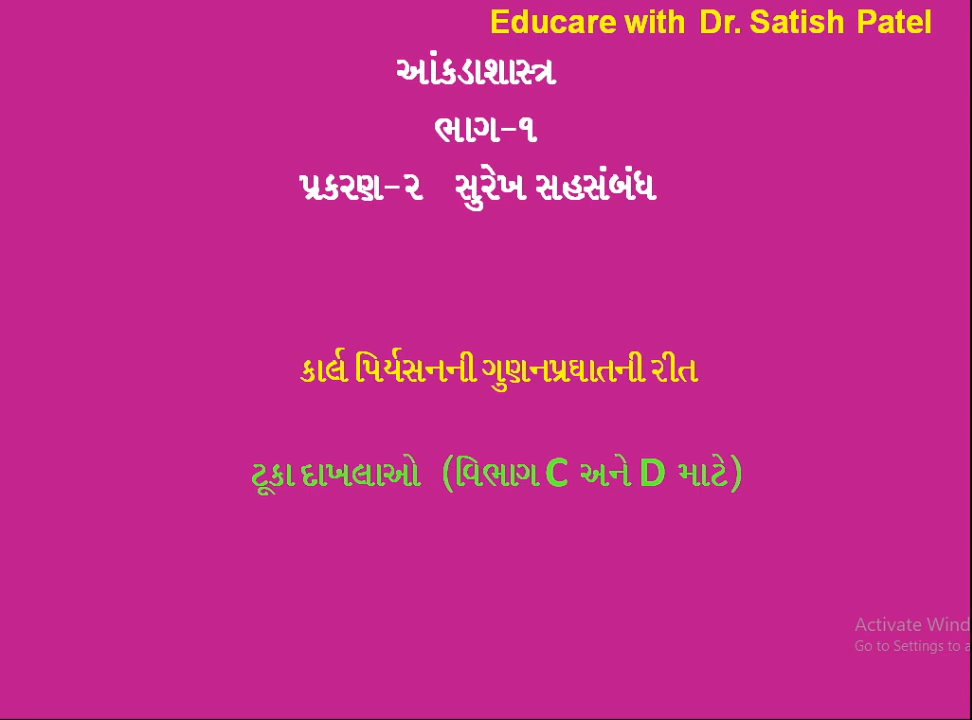 Educare with Dr. Satish Patel
આંકડાશાસ્ત્ર
ભાગ-૧
પ્રકરણ-૨ સુરેખ સહસંબંધ
કાર્લ પિર્યસનની ગુણનપ્રઘાતની રીત
ટૂકા દાખલાઓ (વિભાગ C અને D માટે)
Activate Wind
Go to Settings to a